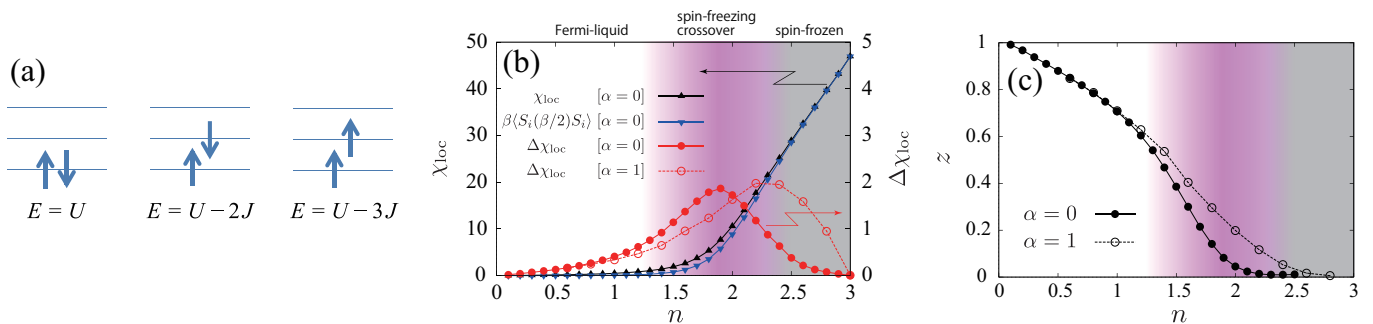 (a)
E = U
E = U − 2J
E = U − 3J
Fermi-liquid
spin-freezing
crossover
spin-frozen
(b)
χloc [α = 0]
β⟨Si(β/2)Si⟩ [α = 0]
Δχloc [α = 0]
Δχloc [α = 1]
χloc
50
40
30
20
10
0
0 0.5 1 1.5 2 2.5 3
n
5
4
3
2
1
0
Δχloc
(c)
z
1
0.8
0.6
0.4
0.2
0
α = 0
α = 1
0 0.5 1 1.5 2 2.5 3
n